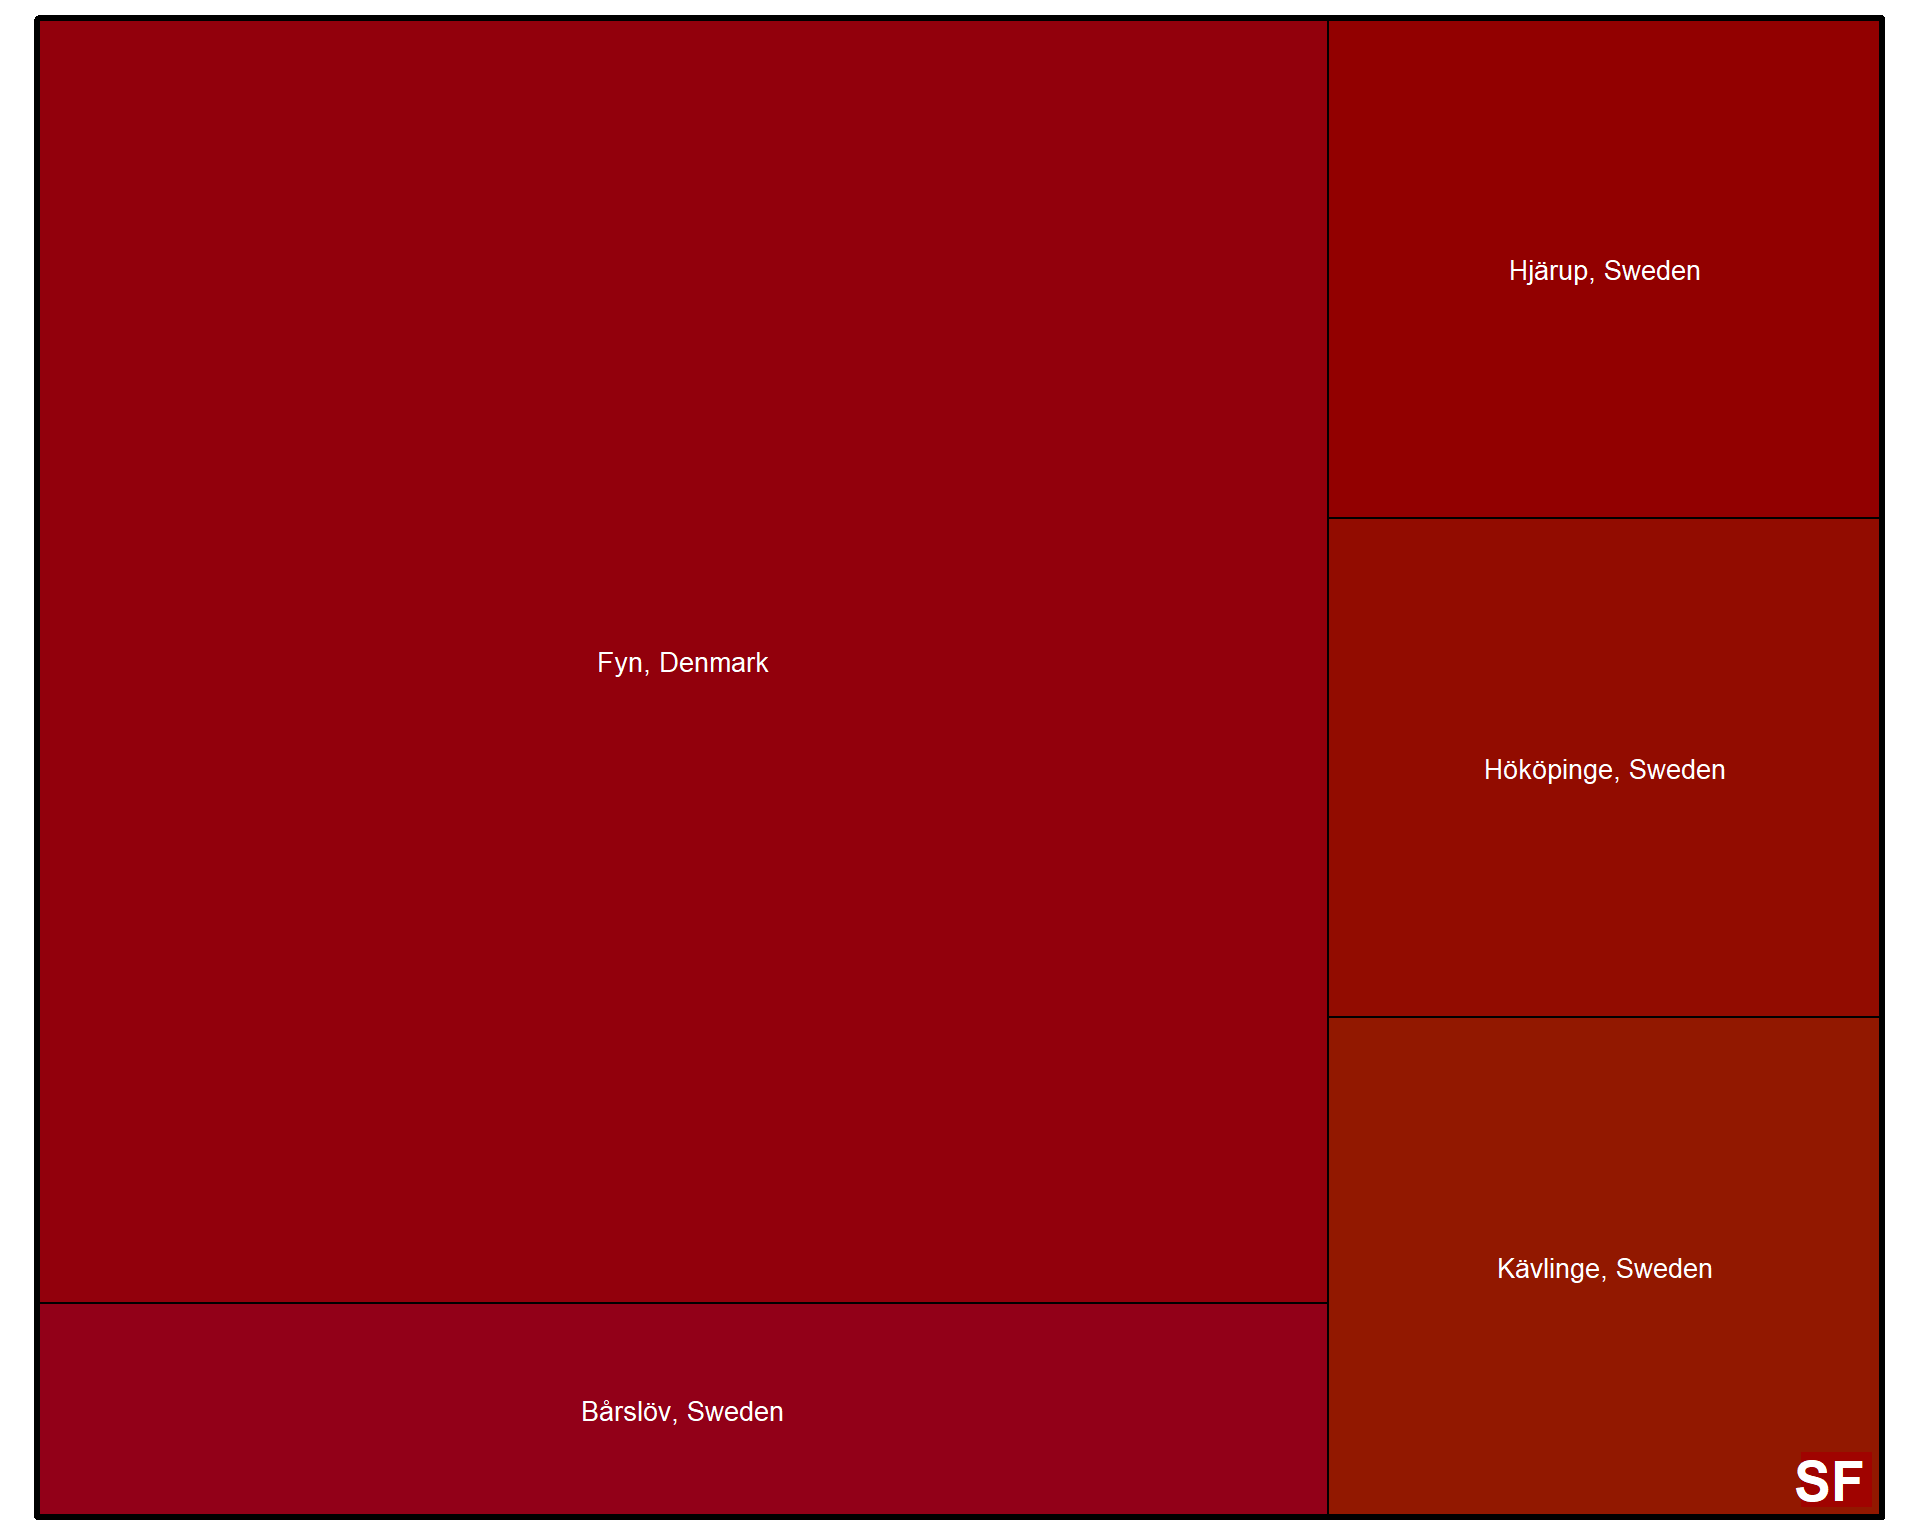 Hjärup, Sweden
Fyn, Denmark
Hököpinge, Sweden
Kävlinge, Sweden
Bårslöv, Sweden
SF